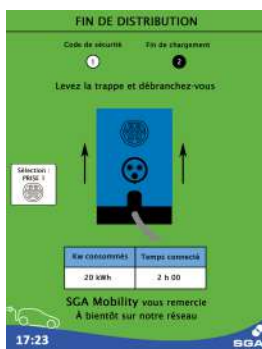 FIN DE DISTRIBUTION
Code de sécurité
Fin de chargement
1
2
Levez la trappe et débranchez-vous
Sélection :
PRISE 1
Kw consommés
Temps connecté
20 kWh
2 h 00
SGA Mobility vous remercie
À bientôt sur notre réseau
17:23
SGA